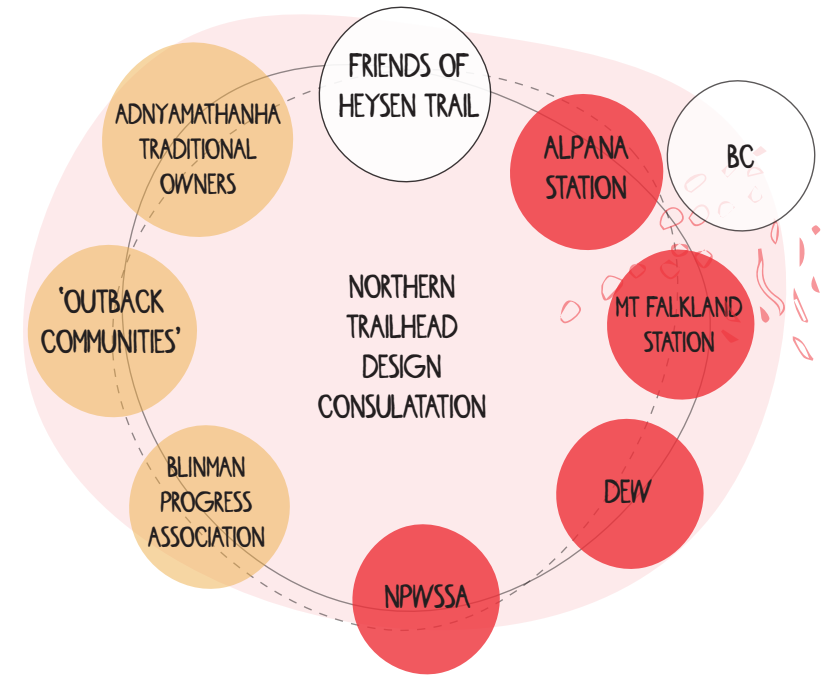 FRIENDS OF
HEYSEN TRAIL
ADNYAMATHANHA
TRADITIONAL
OWNERS
ALPANA
STATION
BC
'OUTBACK
COMMUNITIES'
NORTHERN
TRAILHEAD
DESIGN
CONSULATATION
MT FALKLAND
STATION
BLINMAN
PROGRESS
ASSOCIATION
DEW
NPWSSA